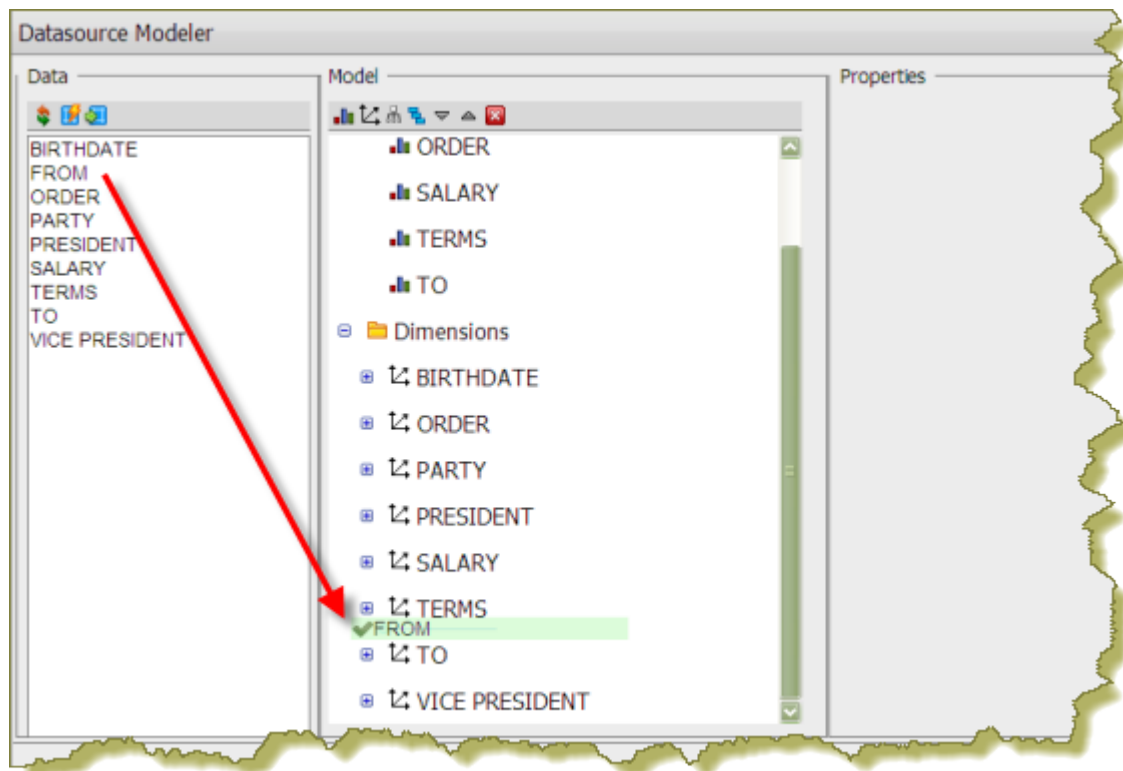 Datasource Modeler
Data
BIRTHDATE
FROM
ORDER
PARTY
PRESIDENT
SALARY
TERMS
TO
VICE PRESIDENT
Model
ORDER
SALARY
TERMS
TO
Dimensions
BIRTHDATE
ORDER
PARTY
PRESIDENT
SALARY
TERMS
FROM
TO
VICE PRESIDENT
Properties